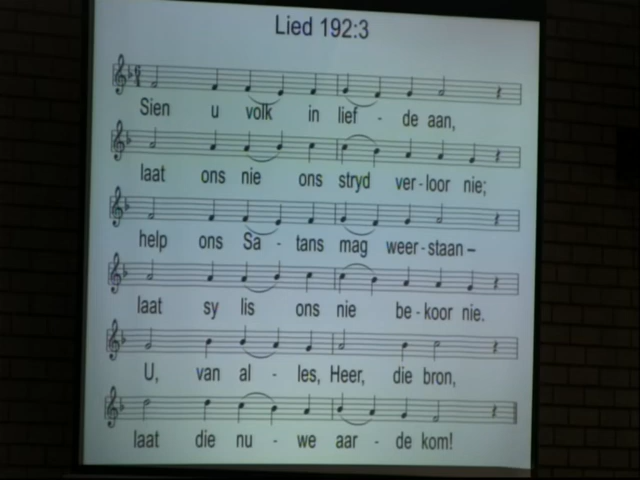 Lied 192:3
Sien u volk in lief - de aan,
laat ons nie ons stryd ver - loor nie;
help ons Sa - tans mag weer - staan –
laat sy lis ons nie be - koor nie.
U, van al - les, Heer, die bron,
laat die nu - we aar - de kom!